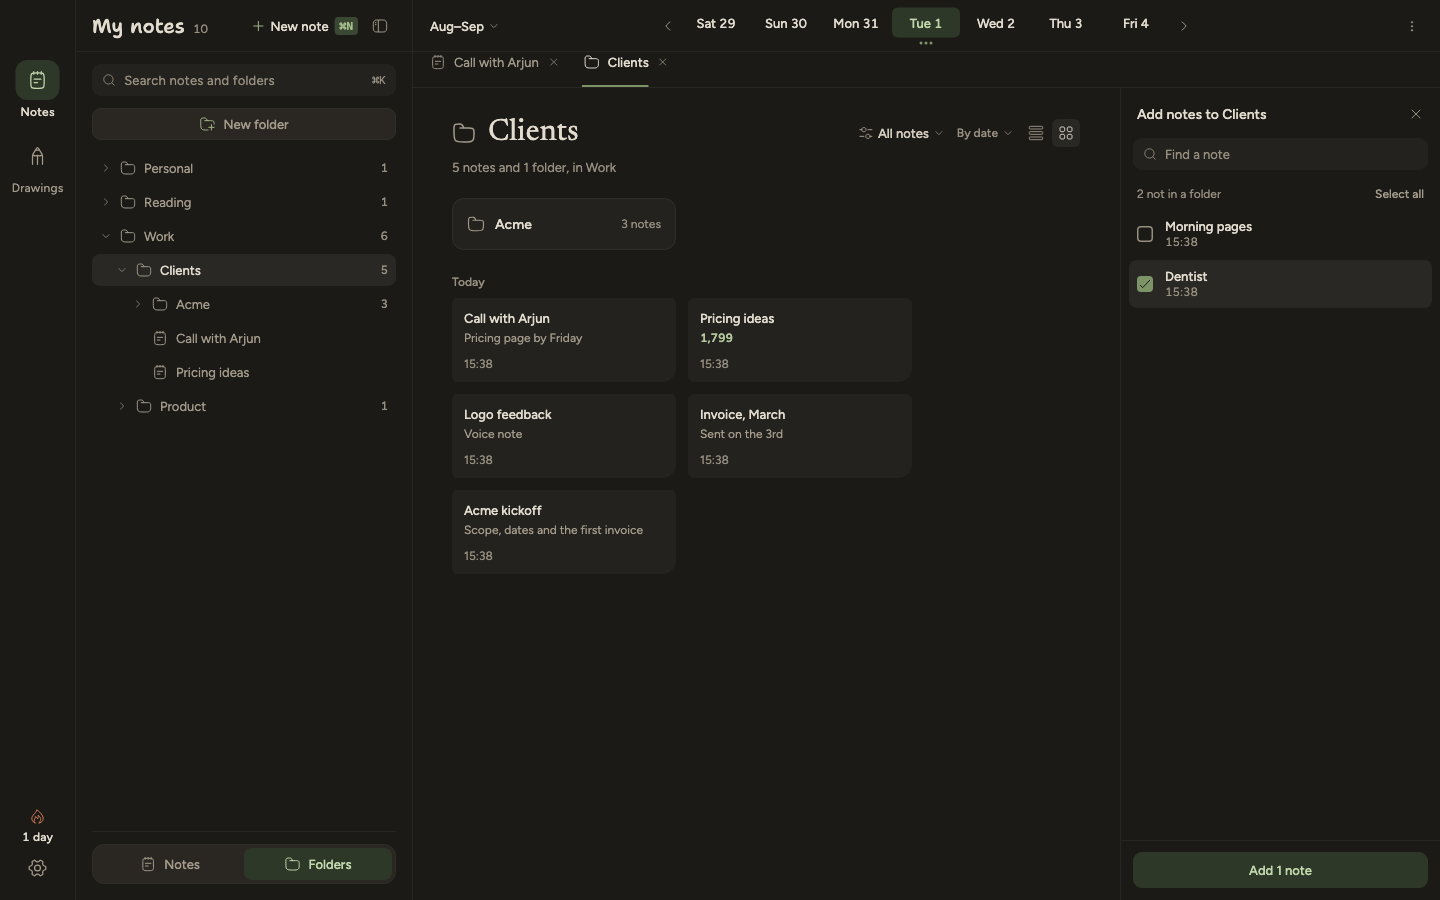 My notes 10
New note ⌘N
Aug–Sep
Sat 29
Sun 30
Mon 31
Tue 1
Wed 2
Thu 3
Fri 4
Notes
Drawings
1 day
Search notes and folders ⌘K
New folder
Personal 1
Reading 1
Work 6
Clients 5
Acme 3
Call with Arjun
Pricing ideas
Product 1
Notes
Folders
Call with Arjun
Clients
Clients
All notes
By date
5 notes and 1 folder, in Work
Acme 3 notes
Today
Call with Arjun
Pricing page by Friday
15:38
Pricing ideas
1,799
15:38
Logo feedback
Voice note
15:38
Invoice, March
Sent on the 3rd
15:38
Acme kickoff
Scope, dates and the first invoice
15:38
Add notes to Clients
Find a note
2 not in a folder
Select all
Morning pages
15:38
Dentist
15:38
Add 1 note